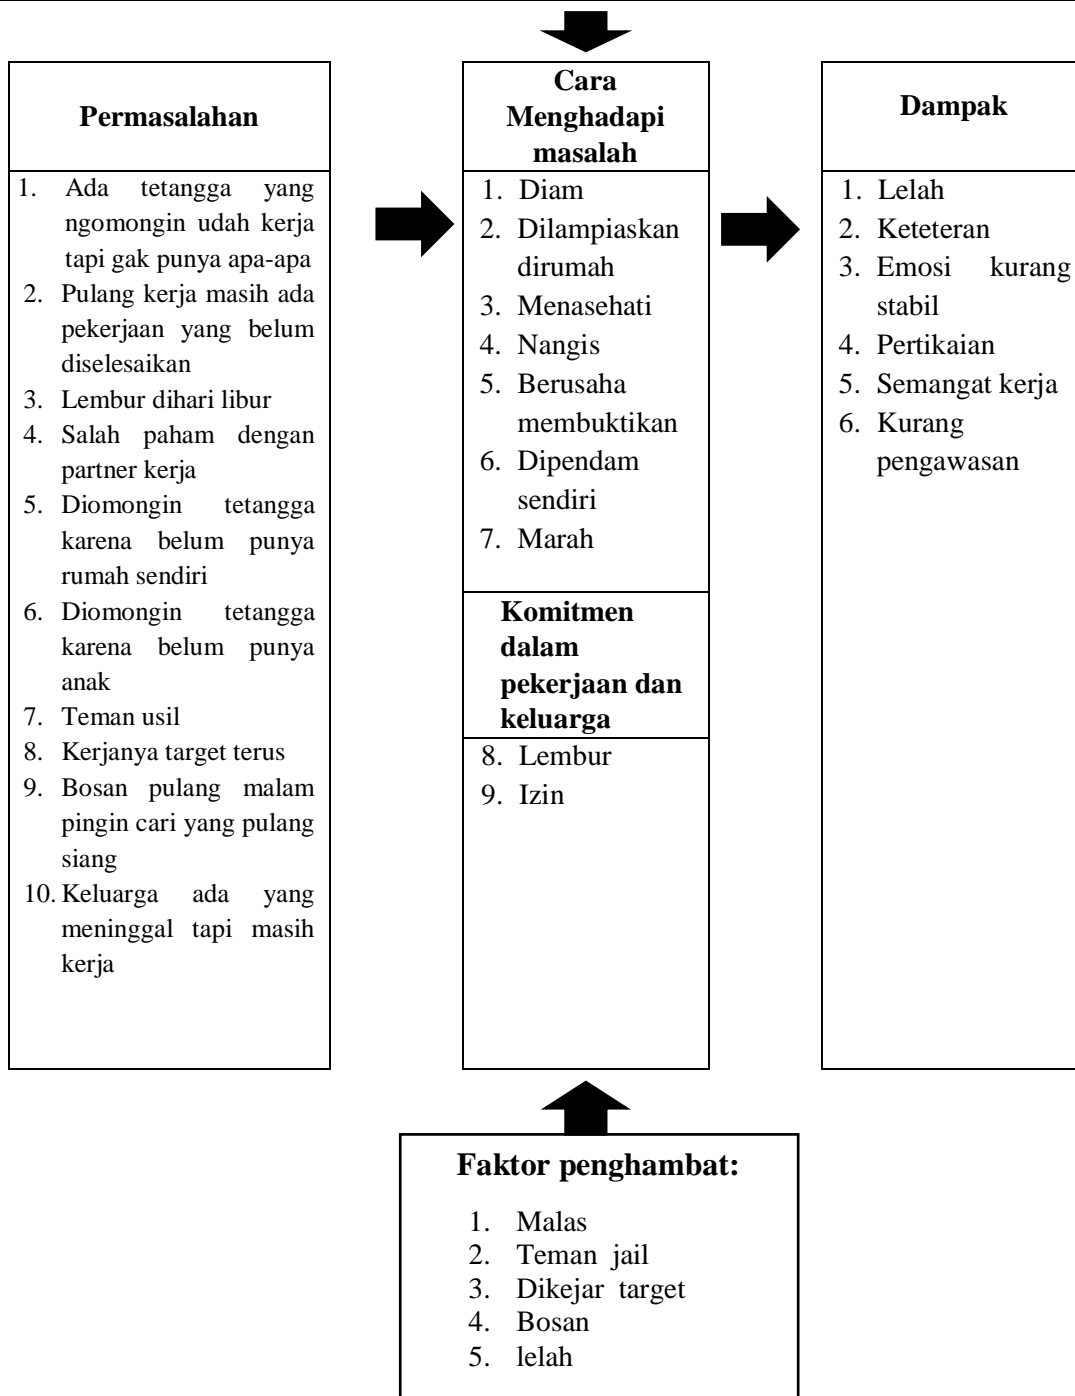 Permasalahan
1. Ada tetangga yang
ngomongin udah kerja
tapi gak punya apa-apa
2. Pulang kerja masih ada
pekerjaan yang belum
diselesaikan
3. Lembur dihari libur
4. Salah paham dengan
partner kerja
5. Diomongin tetangga
karena belum punya
rumah sendiri
6. Diomongin tetangga
karena belum punya
anak
7. Teman usil
8. Kerjanya target terus
9. Bosan pulang malam
pingin cari yang pulang
siang
10. Keluarga ada yang
meninggal tapi masih
kerja
Cara
Menghadapi
masalah
1. Diam
2. Dilampiaskan
dirumah
3. Menasehati
4. Nangis
5. Berusaha
membuktikan
6. Dipendam
sendiri
7. Marah
Komitmen
dalam
pekerjaan dan
keluarga
8. Lembur
9. Izin
Dampak
1. Lelah
2. Keteteran
3. Emosi kurang
stabil
4. Pertikaian
5. Semangat kerja
6. Kurang
pengawasan
Faktor penghambat:
1. Malas
2. Teman jail
3. Dikejar target
4. Bosan
5. lelah